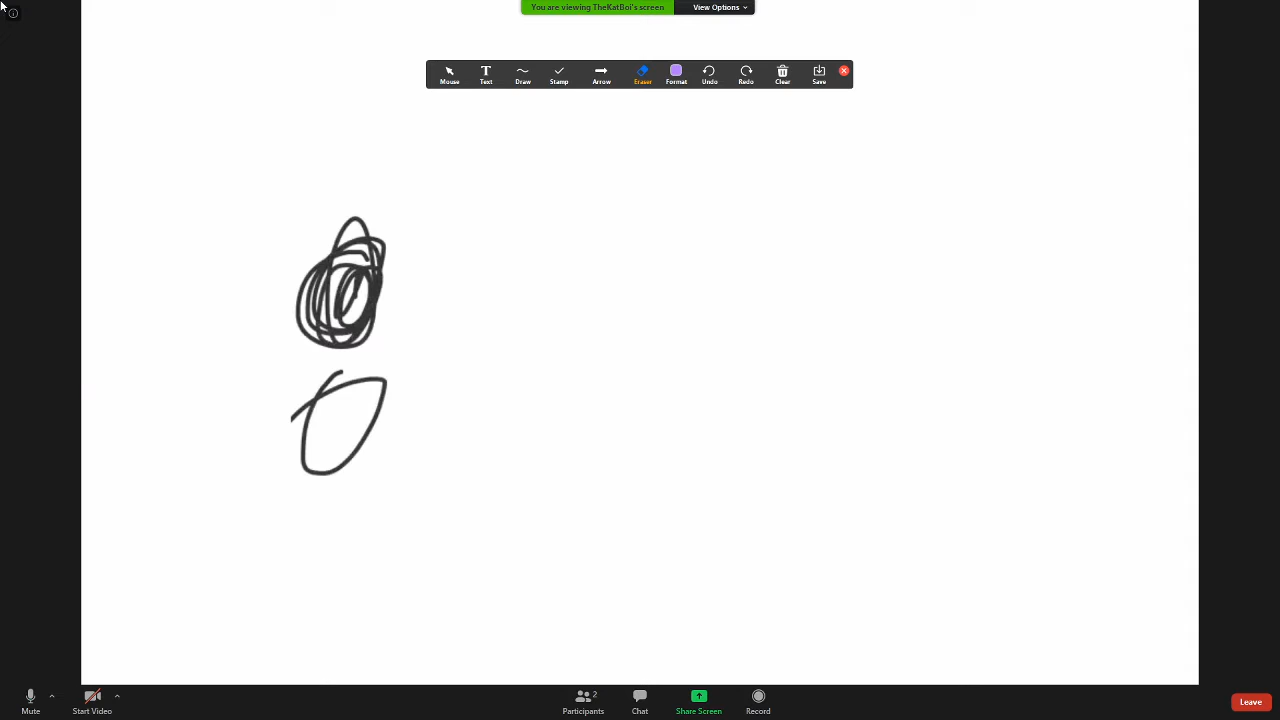 You are viewing TheKatBoi's screen View Options
Mouse Text Draw Stamp Arrow Eraser Format Undo Redo Clear Save
Mute Start Video Participants 2 Chat Share Screen Record Leave